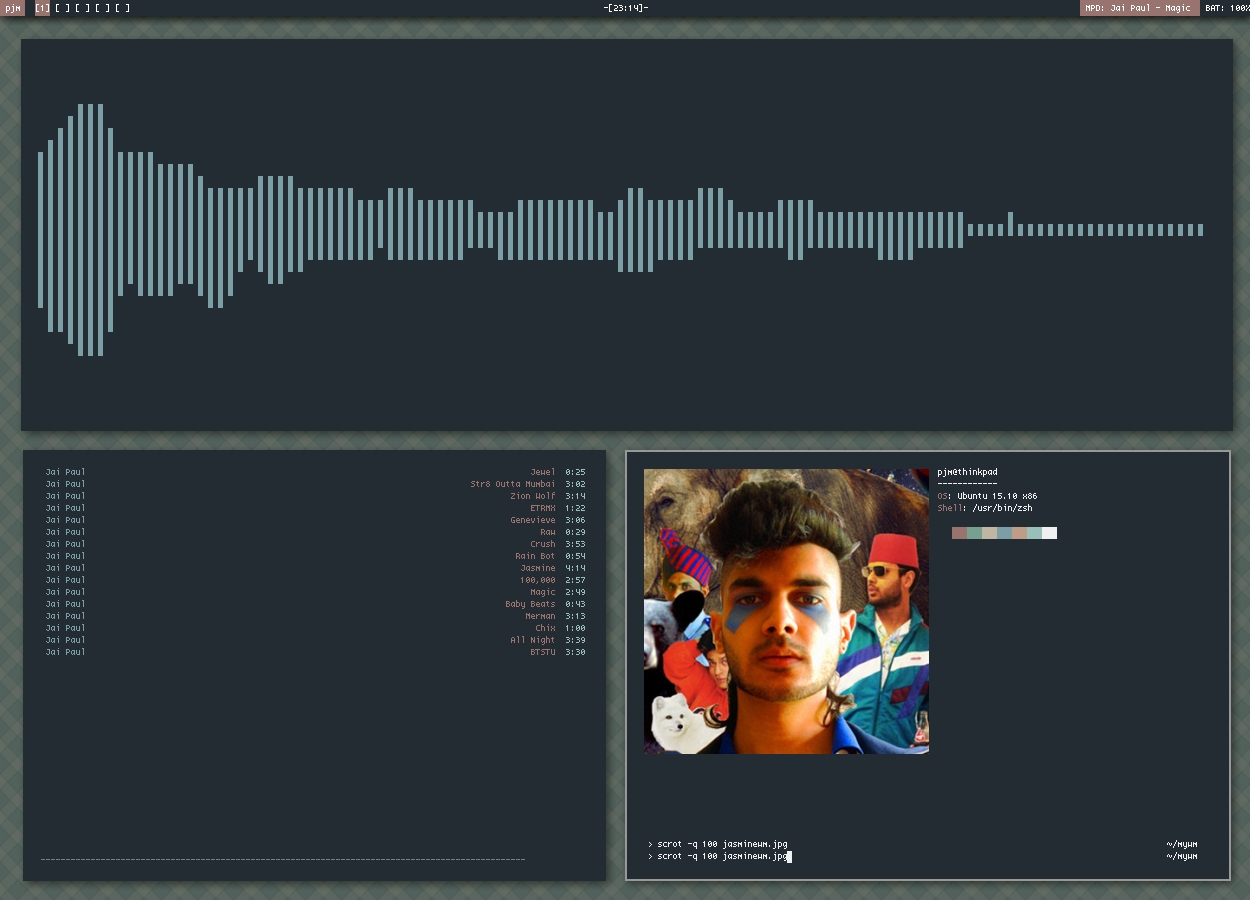 pjm [1] [ ] [ ] [ ] [ ] [ ] -[23:14]- MPD: Jai Paul - Magic BAT: 100%
Jai Paul Jewel 0:25
Jai Paul Str8 Outta Mumbai 3:02
Jai Paul Zion Wolf 3:14
Jai Paul ETRMX 1:22
Jai Paul Genevieve 3:06
Jai Paul Raw 0:29
Jai Paul Crush 3:53
Jai Paul Rain Bot 0:54
Jai Paul Jasmine 4:14
Jai Paul 100,000 2:57
Jai Paul Magic 2:49
Jai Paul Baby Beats 0:43
Jai Paul Merman 3:13
Jai Paul Chix 1:00
Jai Paul All Night 3:39
Jai Paul BTSTU 3:30
pjm@thinkpad
------------
OS: Ubuntu 15.10 x86
Shell: /usr/bin/zsh
> scrot -q 100 jasminewm.jpg ~/mywm
> scrot -q 100 jasminewm.jpg ~/mywm